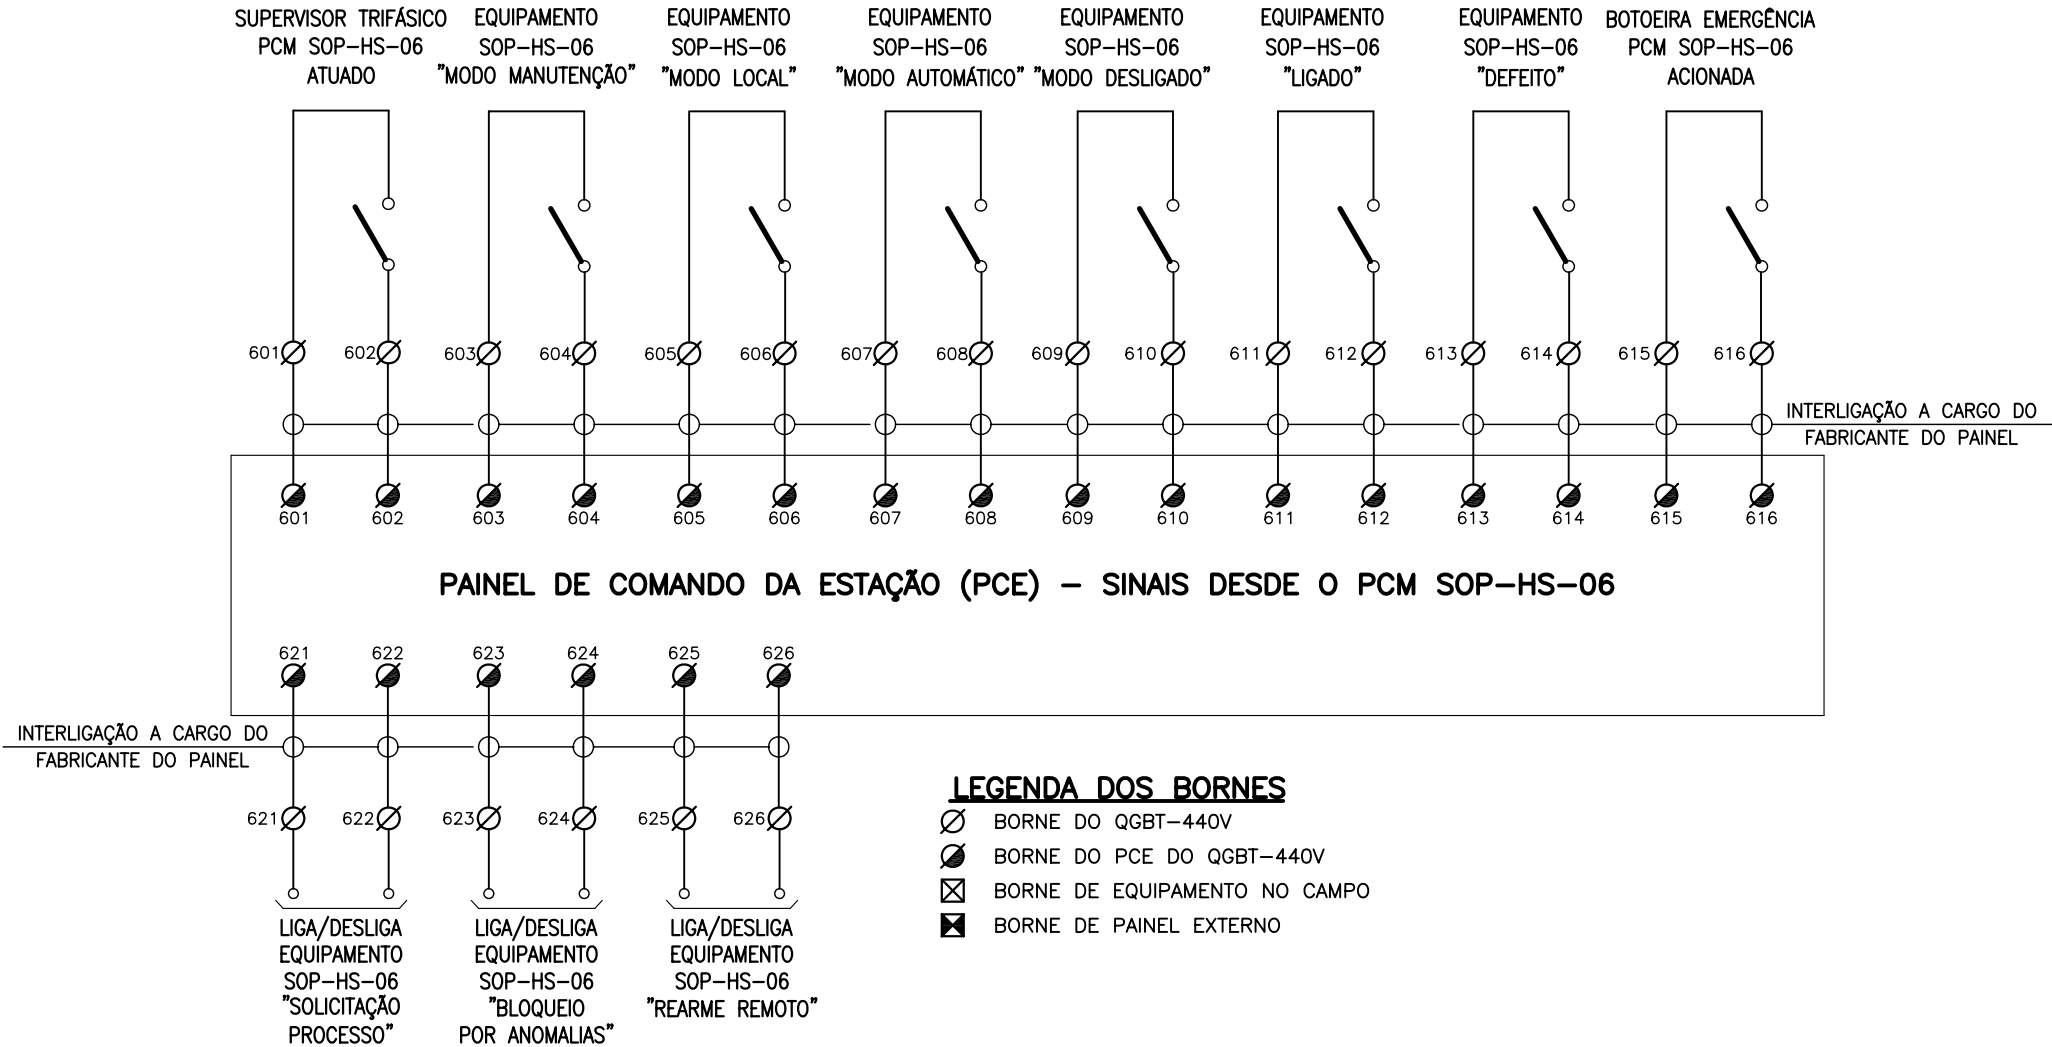 SUPERVISOR TRIFÁSICO
PCM SOP-HS-06
ATUADO
EQUIPAMENTO
SOP-HS-06
"MODO MANUTENÇÃO"
EQUIPAMENTO
SOP-HS-06
"MODO LOCAL"
EQUIPAMENTO
SOP-HS-06
"MODO AUTOMÁTICO"
EQUIPAMENTO
SOP-HS-06
"MODO DESLIGADO"
EQUIPAMENTO
SOP-HS-06
"LIGADO"
EQUIPAMENTO
SOP-HS-06
"DEFEITO"
BOTOEIRA EMERGÊNCIA
PCM SOP-HS-06
ACIONADA
601 602 603 604 605 606 607 608 609 610 611 612 613 614 615 616
INTERLIGAÇÃO A CARGO DO
FABRICANTE DO PAINEL
601 602 603 604 605 606 607 608 609 610 611 612 613 614 615 616
PAINEL DE COMANDO DA ESTAÇÃO (PCE) - SINAIS DESDE O PCM SOP-HS-06
621 622 623 624 625 626
INTERLIGAÇÃO A CARGO DO
FABRICANTE DO PAINEL
621 622 623 624 625 626
LIGA/DESLIGA
EQUIPAMENTO
SOP-HS-06
"SOLICITAÇÃO
PROCESSO"
LIGA/DESLIGA
EQUIPAMENTO
SOP-HS-06
"BLOQUEIO
POR ANOMALIAS"
LIGA/DESLIGA
EQUIPAMENTO
SOP-HS-06
"REARME REMOTO"
LEGENDA DOS BORNES
BORNE DO QGBT-440V
BORNE DO PCE DO QGBT-440V
BORNE DE EQUIPAMENTO NO CAMPO
BORNE DE PAINEL EXTERNO